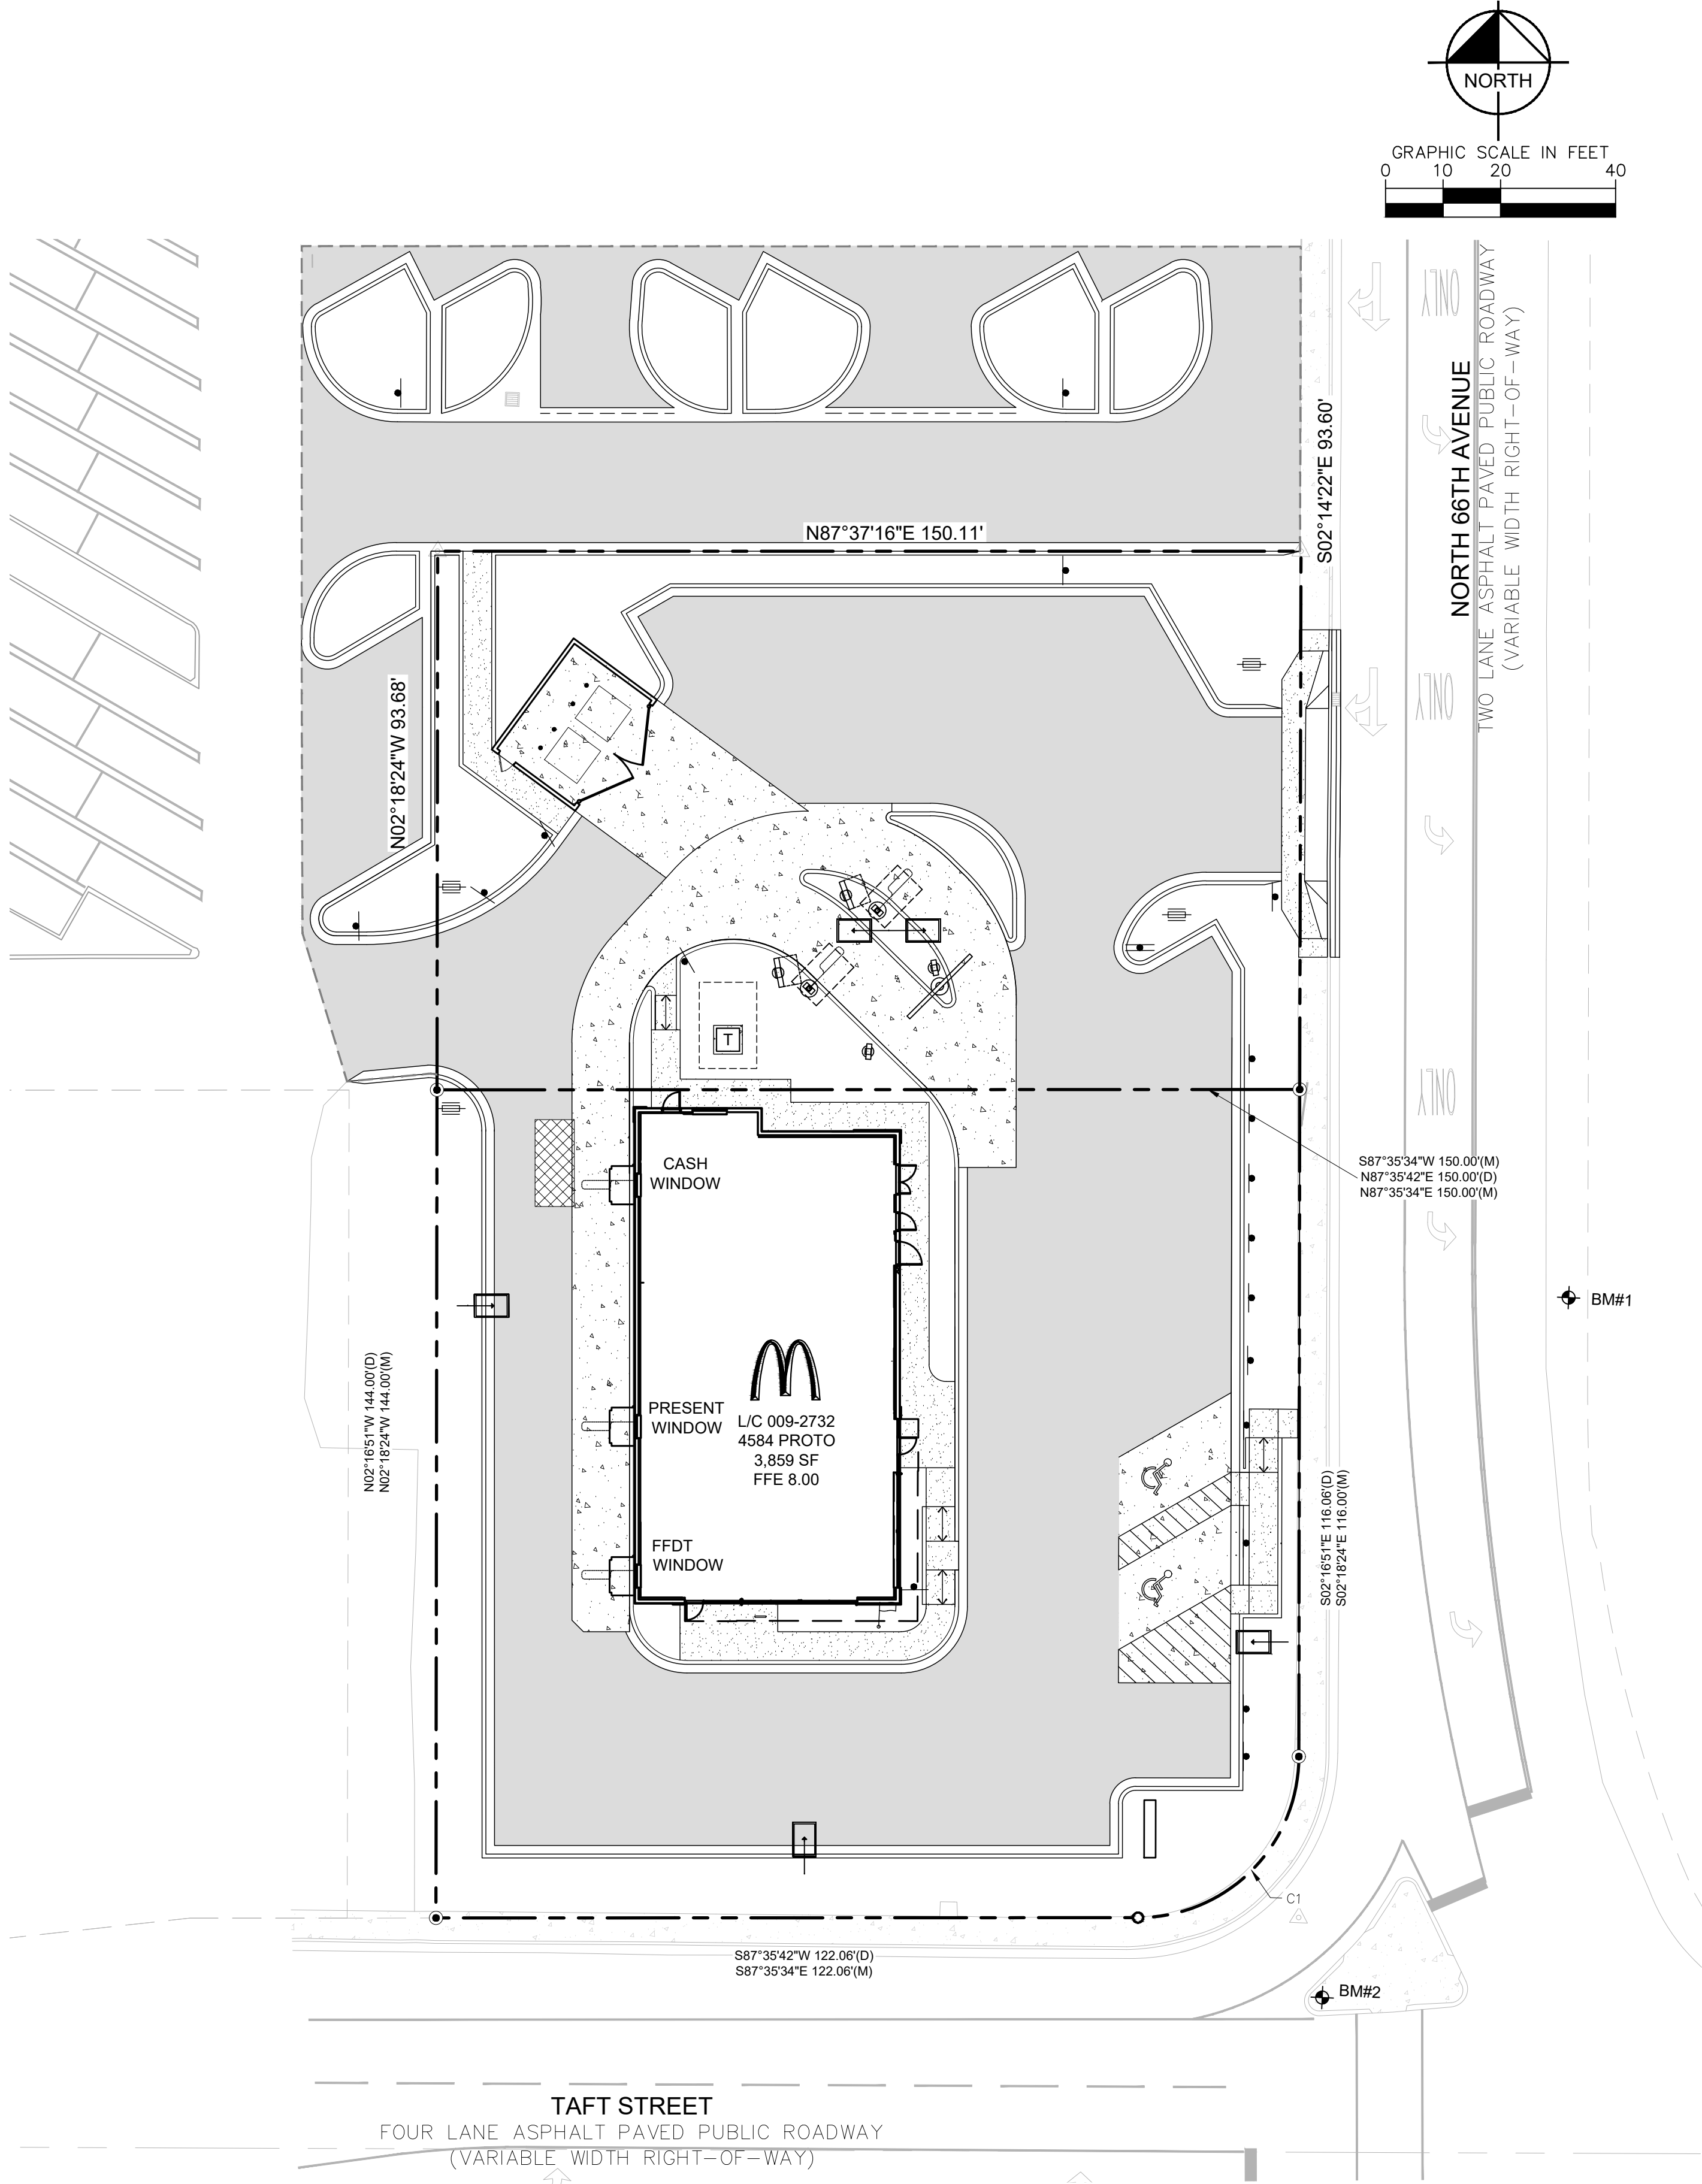 NORTH
GRAPHIC SCALE IN FEET
0 10 20 40
ONLY
NORTH 66TH AVENUE
TWO LANE ASPHALT PAVED PUBLIC ROADWAY
(VARIABLE WIDTH RIGHT-OF-WAY)
S02°14'22"E 93.60'
N87°37'16"E 150.11'
N02°18'24"W 93.68'
ONLY
T
ONLY
S87°35'34"W 150.00'(M)
N87°35'42"E 150.00'(D)
N87°35'34"E 150.00'(M)
CASH
WINDOW
BM#1
N02°16'51"W 144.00'(D)
N02°18'24"W 144.00'(M)
PRESENT
WINDOW
L/C 009-2732
4584 PROTO
3,859 SF
FFE 8.00
S02°16'51"E 116.06'(D)
S02°18'24"E 116.00'(M)
FFDT
WINDOW
C1
S87°35'42"W 122.06'(D)
S87°35'34"E 122.06'(M)
BM#2
TAFT STREET
FOUR LANE ASPHALT PAVED PUBLIC ROADWAY
(VARIABLE WIDTH RIGHT-OF-WAY)